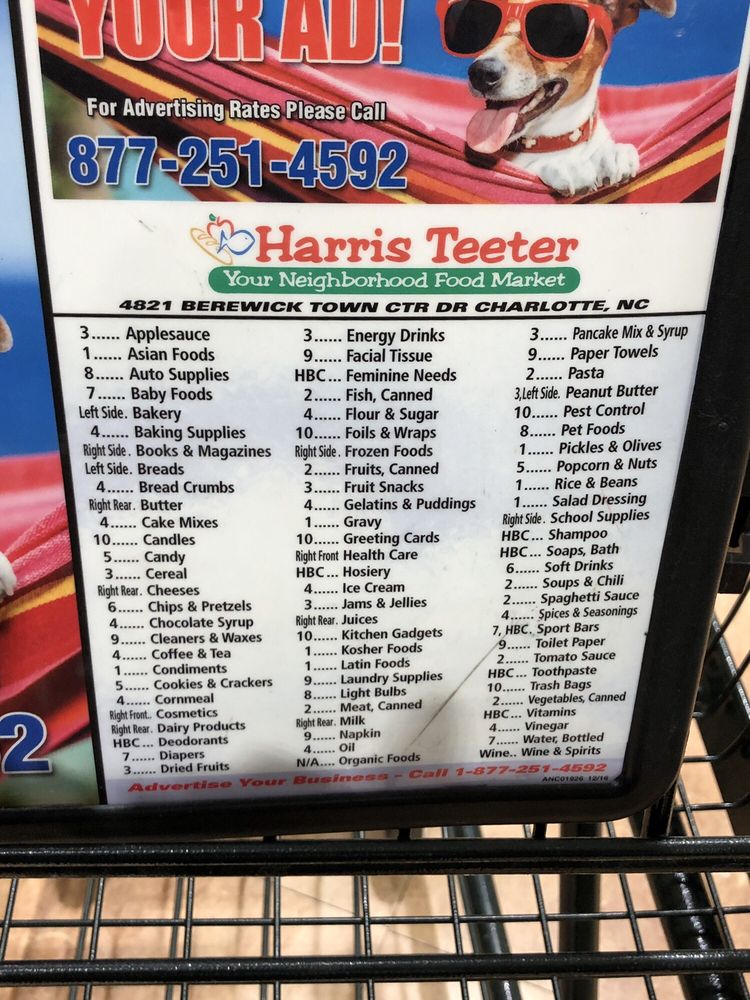 YOUR AD!
For Advertising Rates Please Call
877-251-4592
Harris Teeter
Your Neighborhood Food Market
4821 BEREWICK TOWN CTR DR CHARLOTTE, NC
3...... Applesauce
1...... Asian Foods
8...... Auto Supplies
7...... Baby Foods
Left Side. Bakery
4...... Baking Supplies
Right Side. Books & Magazines
Left Side. Breads
4...... Bread Crumbs
Right Rear. Butter
4...... Cake Mixes
10...... Candles
5...... Candy
3...... Cereal
Right Rear. Cheeses
6...... Chips & Pretzels
4...... Chocolate Syrup
9...... Cleaners & Waxes
4...... Coffee & Tea
1...... Condiments
5...... Cookies & Crackers
4...... Cornmeal
Right Front.. Cosmetics
Right Rear. Dairy Products
HBC... Deodorants
7...... Diapers
3...... Dried Fruits
3...... Energy Drinks
9...... Facial Tissue
HBC... Feminine Needs
2...... Fish, Canned
4...... Flour & Sugar
10...... Foils & Wraps
Right Side. Frozen Foods
2...... Fruits, Canned
3...... Fruit Snacks
4...... Gelatins & Puddings
1...... Gravy
10...... Greeting Cards
Right Front Health Care
HBC... Hosiery
4...... Ice Cream
3...... Jams & Jellies
Right Rear. Juices
10...... Kitchen Gadgets
1...... Kosher Foods
1...... Latin Foods
9...... Laundry Supplies
8...... Light Bulbs
2...... Meat, Canned
Right Rear. Milk
9...... Napkin
4...... Oil
N/A.... Organic Foods
3...... Pancake Mix & Syrup
9...... Paper Towels
2...... Pasta
3,Left Side. Peanut Butter
10...... Pest Control
8...... Pet Foods
1...... Pickles & Olives
5...... Popcorn & Nuts
1...... Rice & Beans
1...... Salad Dressing
Right Side. School Supplies
HBC... Shampoo
HBC... Soaps, Bath
6...... Soft Drinks
2...... Soups & Chili
2...... Spaghetti Sauce
4...... Spices & Seasonings
7, HBC. Sport Bars
9...... Toilet Paper
2...... Tomato Sauce
HBC... Toothpaste
10...... Trash Bags
2...... Vegetables, Canned
HBC... Vitamins
4...... Vinegar
7...... Water, Bottled
Wine.. Wine & Spirits
Advertise Your Business - Call 1-877-251-4592
ANC01926 12/16
2